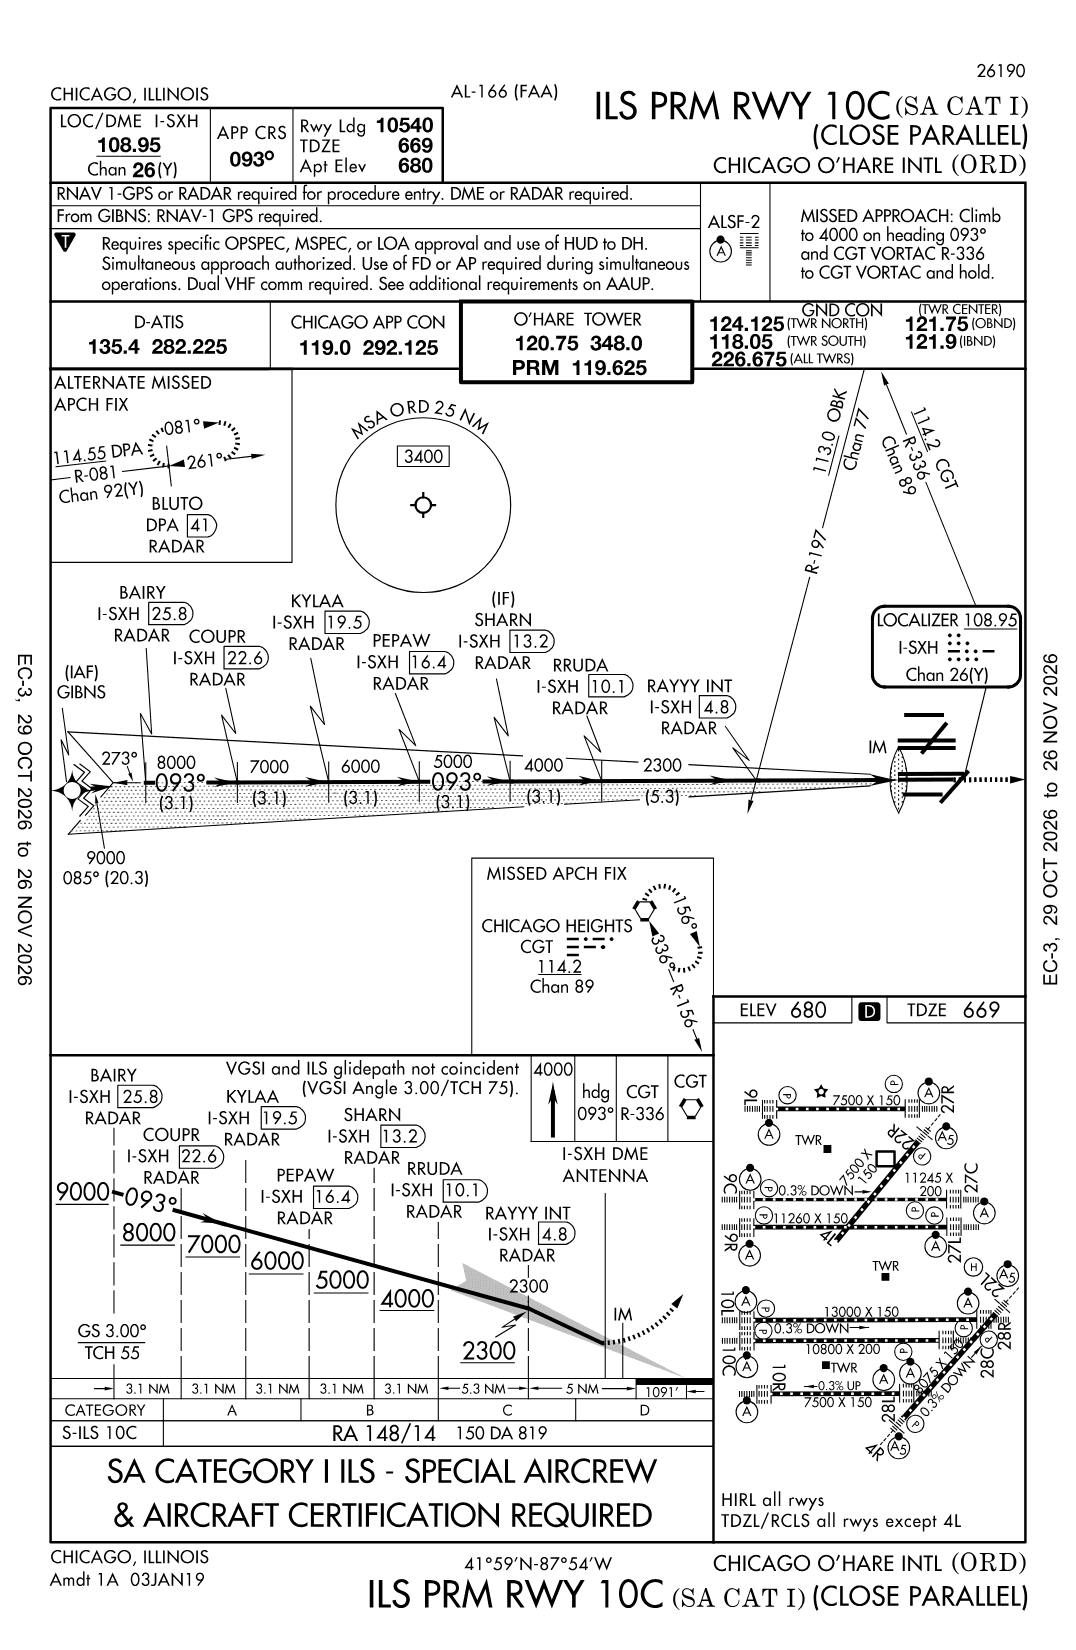 26190
CHICAGO, ILLINOIS
AL-166 (FAA)
ILS PRM RWY 10C (SA CAT I)
(CLOSE PARALLEL)
CHICAGO O'HARE INTL (ORD)
LOC/DME I-SXH
108.95
Chan 26(Y)
APP CRS
093°
Rwy Ldg 10540
TDZE 669
Apt Elev 680
RNAV 1-GPS or RADAR required for procedure entry. DME or RADAR required.
From GIBNS: RNAV-1 GPS required.
T
Requires specific OPSPEC, MSPEC, or LOA approval and use of HUD to DH.
Simultaneous approach authorized. Use of FD or AP required during simultaneous
operations. Dual VHF comm required. See additional requirements on AAUP.
ALSF-2
A
MISSED APPROACH: Climb
to 4000 on heading 093°
and CGT VORTAC R-336
to CGT VORTAC and hold.
D-ATIS
135.4 282.225
CHICAGO APP CON
119.0 292.125
O'HARE TOWER
120.75 348.0
PRM 119.625
GND CON
124.125 (TWR NORTH)
118.05 (TWR SOUTH)
226.675 (ALL TWRS)
(TWR CENTER)
121.75 (OBND)
121.9 (IBND)
ALTERNATE MISSED
APCH FIX
081°
114.55 DPA
R-081
Chan 92(Y)
261°
BLUTO
DPA 41
RADAR
MSA ORD 25 NM
3400
113.0 OBK
Chan 77
R-197
114.2 CGT
R-336
Chan 89
LOCALIZER 108.95
I-SXH
Chan 26(Y)
(IAF)
GIBNS
BAIRY
I-SXH 25.8
RADAR
COUPR
I-SXH 22.6
RADAR
KYLAA
I-SXH 19.5
RADAR
PEPAW
I-SXH 16.4
RADAR
(IF)
SHARN
I-SXH 13.2
RADAR
RRUDA
I-SXH 10.1
RADAR
RAYYY INT
I-SXH 4.8
RADAR
IM
273°
8000
093°
(3.1)
7000
(3.1)
6000
(3.1)
5000
093°
(3.1)
4000
(3.1)
2300
(5.3)
9000
085° (20.3)
EC-3, 29 OCT 2026 to 26 NOV 2026
EC-3, 29 OCT 2026 to 26 NOV 2026
MISSED APCH FIX
CHICAGO HEIGHTS
CGT
114.2
Chan 89
156°
336°
R-156
VGSI and ILS glidepath not coincident
(VGSI Angle 3.00/TCH 75).
4000
hdg
093°
CGT
R-336
CGT
BAIRY
I-SXH 25.8
RADAR
COUPR
I-SXH 22.6
RADAR
KYLAA
I-SXH 19.5
RADAR
PEPAW
I-SXH 16.4
RADAR
SHARN
I-SXH 13.2
RADAR
RRUDA
I-SXH 10.1
RADAR
RAYYY INT
I-SXH 4.8
RADAR
I-SXH DME
ANTENNA
9000
093°
8000
7000
6000
5000
4000
2300
2300
IM
GS 3.00°
TCH 55
3.1 NM
3.1 NM
3.1 NM
3.1 NM
3.1 NM
5.3 NM
5 NM
1091'
CATEGORY A B C D
S-ILS 10C RA 148/14 150 DA 819
SA CATEGORY I ILS - SPECIAL AIRCREW
& AIRCRAFT CERTIFICATION REQUIRED
ELEV 680
D
TDZE 669
9L
7500 X 150
27R
TWR
22R
7500 X 150
9C
0.3% DOWN
11245 X 200
27C
9R
11260 X 150
4L
27L
TWR
10L
13000 X 150
28R
10C
0.3% DOWN
10800 X 200
28C
TWR
10R
0.3% UP
7500 X 150
28L
22L
8075 X 150
0.3% DOWN
4R
HIRL all rwys
TDZL/RCLS all rwys except 4L
CHICAGO, ILLINOIS
Amdt 1A 03JAN19
41°59'N-87°54'W
CHICAGO O'HARE INTL (ORD)
ILS PRM RWY 10C (SA CAT I) (CLOSE PARALLEL)